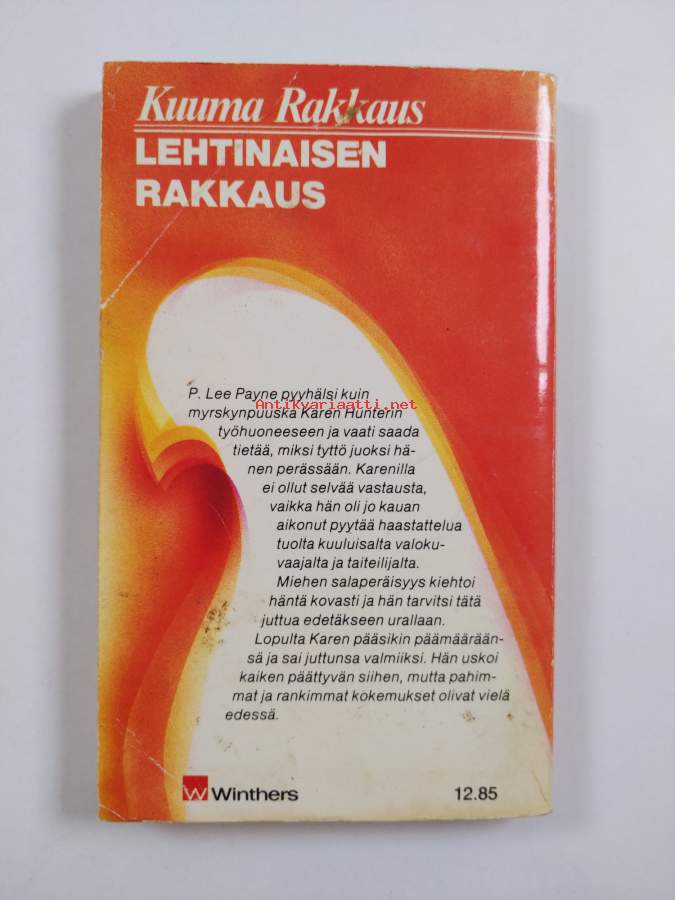 Kuuma Rakkaus
LEHTINAISEN
RAKKAUS
P. Lee Payne pyyhälsi kuin
Antikvariaatti.net
myrskynpuuska Karen Hunterin
työhuoneeseen ja vaati saada
tietää, miksi tyttö juoksi hä-
nen perässään. Karenilla
ei ollut selvää vastausta,
vaikka hän oli jo kauan
aikonut pyytää haastattelua
tuolta kuuluisalta valoku-
vaajalta ja taiteilijalta.
Miehen salaperäisyys kiehtoi
häntä kovasti ja hän tarvitsi tätä
juttua edetäkseen urallaan.
Lopulta Karen pääsikin päämäärään-
sä ja sai juttunsa valmiiksi. Hän uskoi
kaiken päättyvän siihen, mutta pahim-
mat ja rankimmat kokemukset olivat vielä
edessä.
W Winthers
12.85